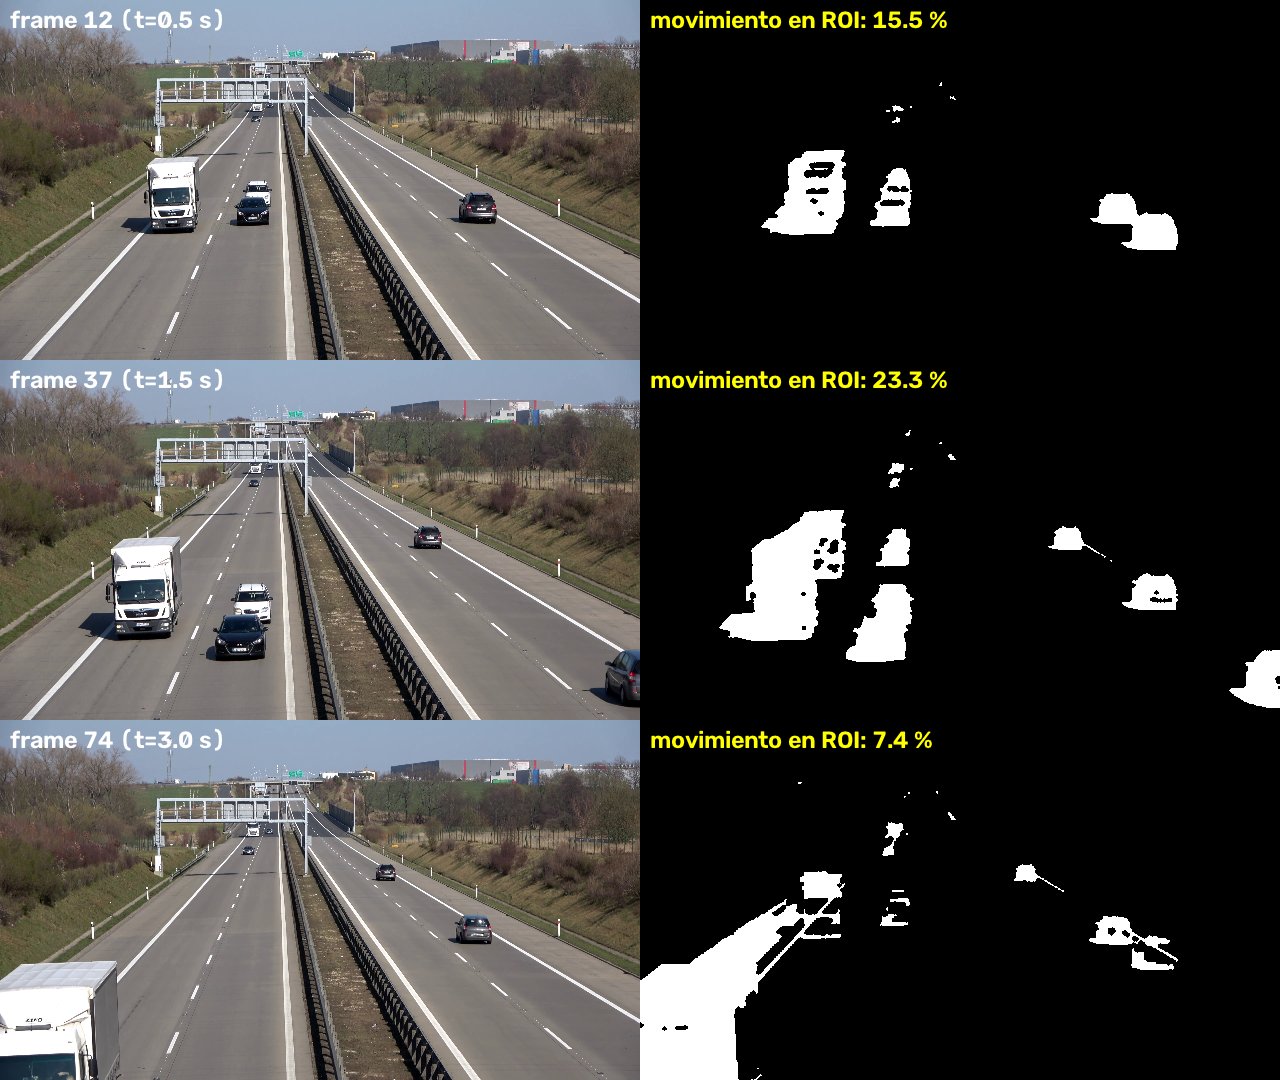 frame 12 (t=0.5 s)
movimiento en ROI: 15.5 %
frame 37 (t=1.5 s)
movimiento en ROI: 23.3 %
frame 74 (t=3.0 s)
movimiento en ROI: 7.4 %